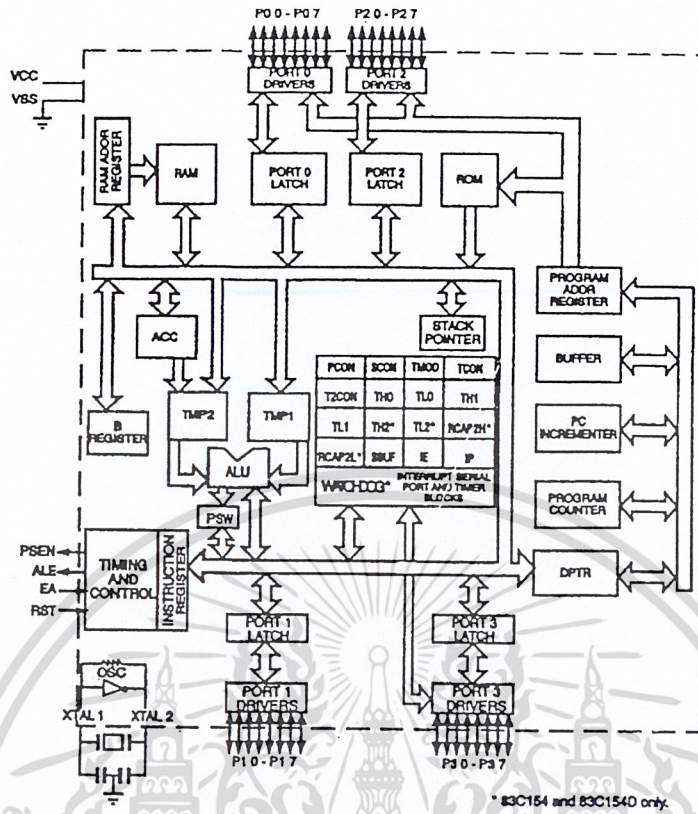 P0 0 - P0 7 P2 0 - P2 7
VCC
VSS
PORT 0
DRIVERS
PORT 2
DRIVERS
RAM ADDR
REGISTER
RAM
PORT 0
LATCH
PORT 2
LATCH
ROM
PROGRAM
ADDR
REGISTER
STACK
POINTER
ACC
BUFFER
PCON SCON TMOD TCON
T2CON TH0 TL0 TH1
TL1 TH2* TL2* RCAP2H*
RCAP2L* SBUF IE IP
WATCHDOG*
INTERRUPT SERIAL
PORT AND TIMER
BLOCKS
B
REGISTER
TMP2
TMP1
PC
INCREMENTER
ALU
PSW
PROGRAM
COUNTER
PSEN
ALE
EA
RST
TIMING
AND
CONTROL
INSTRUCTION
REGISTER
DPTR
PORT 1
LATCH
PORT 3
LATCH
OSC
XTAL 1 XTAL 2
PORT 1
DRIVERS
PORT 3
DRIVERS
P1 0 - P1 7
P3 0 - P3 7
* 83C154 and 83C154D only.